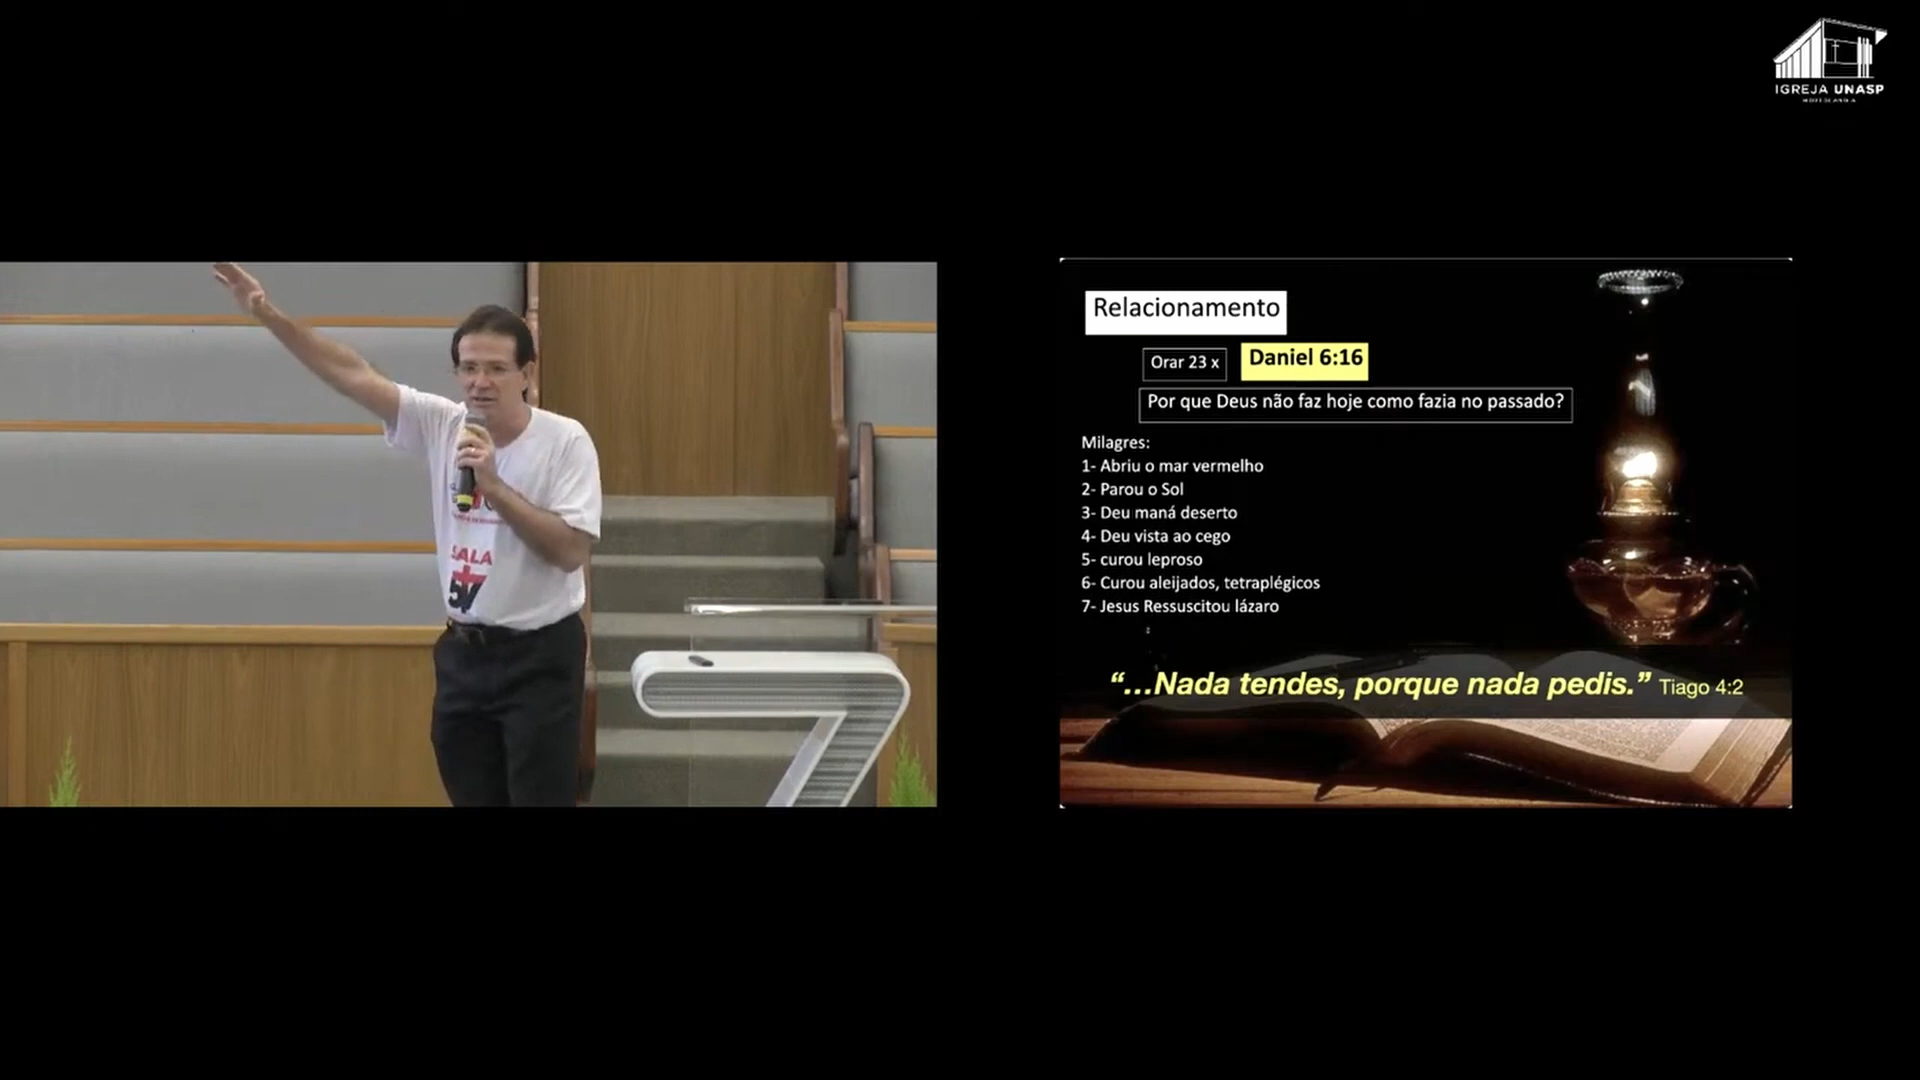 IGREJA UNASP
Relacionamento
Orar 23 x
Daniel 6:16
Por que Deus não faz hoje como fazia no passado?
Milagres:
1- Abriu o mar vermelho
2- Parou o Sol
3- Deu maná deserto
4- Deu vista ao cego
5- curou leproso
6- Curou aleijados, tetraplégicos
7- Jesus Ressuscitou lázaro
“...Nada tendes, porque nada pedis.” Tiago 4:2
SALA
57